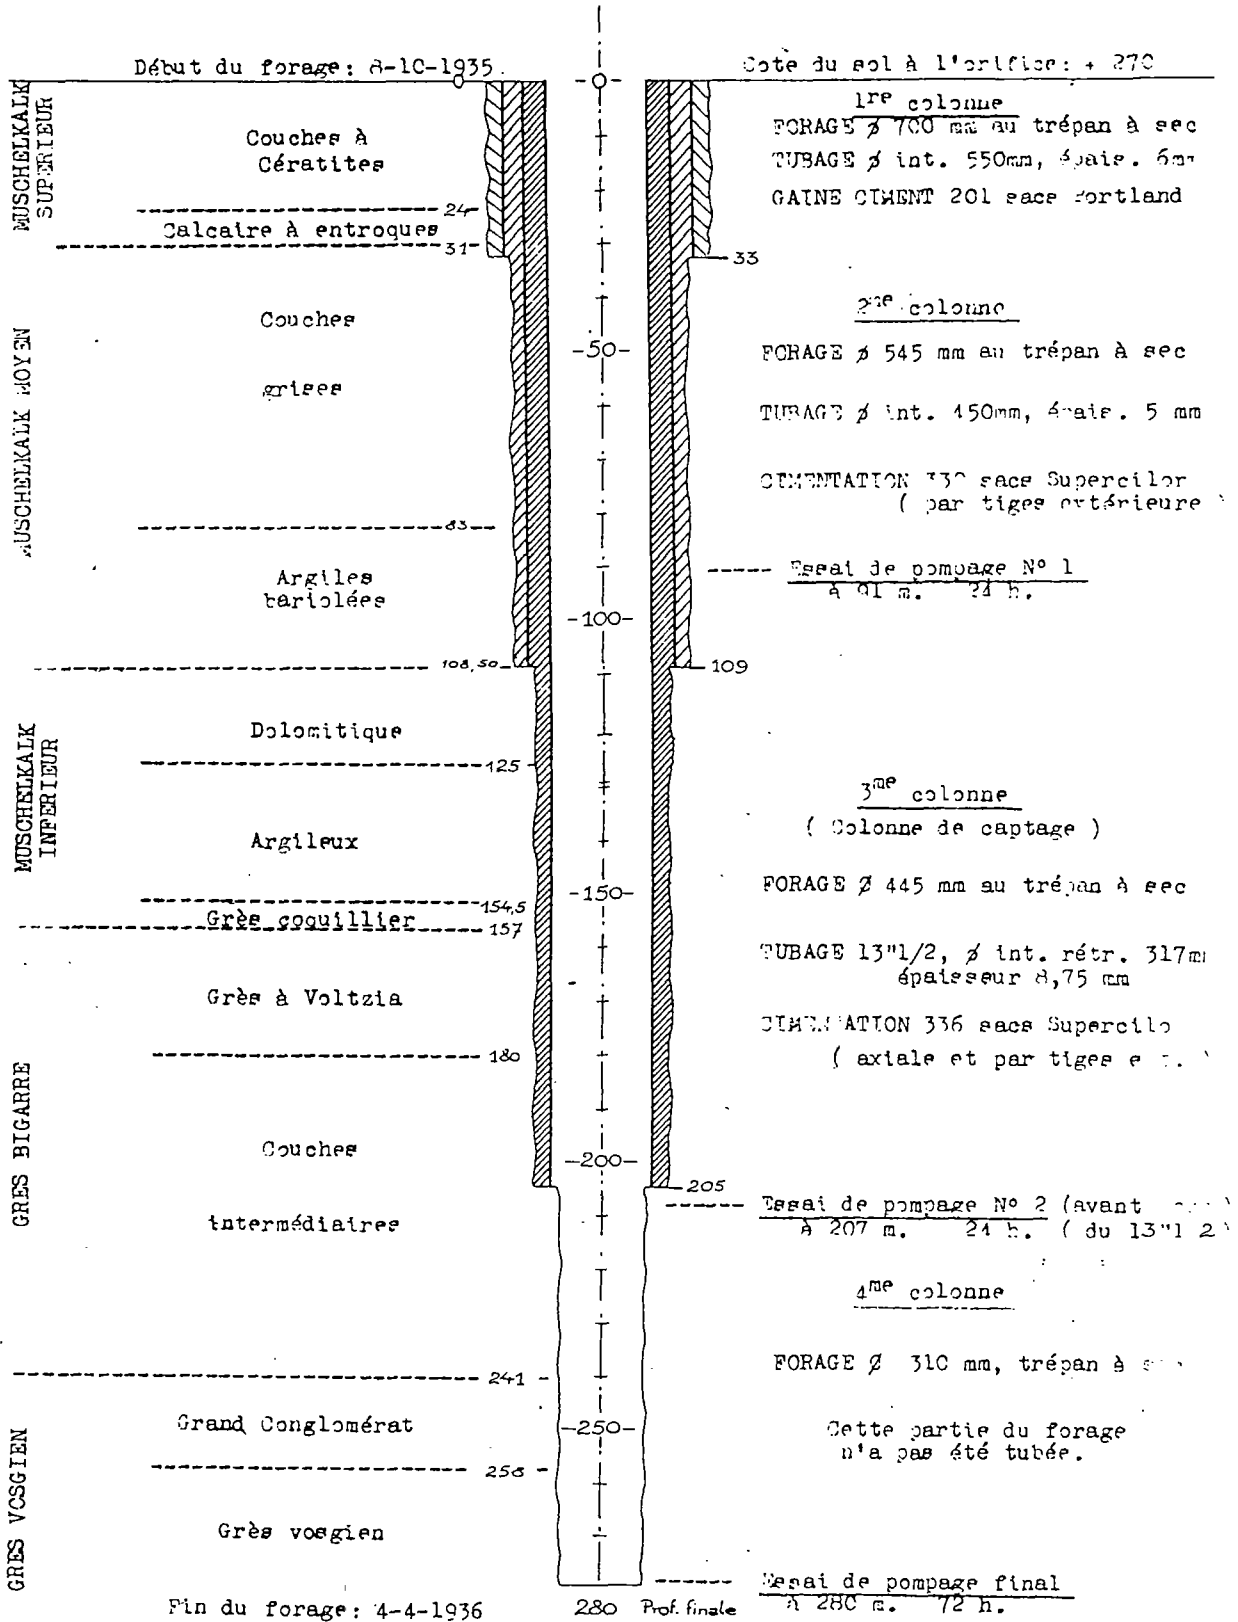 Début du forage: 8-10-1935
Cote du sol à l'orifice: + 270
MUSCHELKALK
SUPERIEUR
Couches à
Cératites
24
Calcaire à entroques
31
1re colonne
FORAGE ø 700 mm au trépan à sec
TUBAGE ø int. 550mm, épais. 6mm
GAINE CIMENT 201 sacs Portland
33
MUSCHELKALK MOYEN
Couches
grises
83
Argiles
bariolées
108,50
-50-
-100-
2me colonne
FORAGE ø 545 mm au trépan à sec
TUBAGE ø int. 450mm, épais. 5 mm
CIMENTATION sacs Supercilor
( par tiges extérieure
Essai de pompage N° 1
à 91 m. 24 h.
109
MUSCHELKALK
INFERIEUR
Dolomitique
125
Argileux
154,5
Grès coquillier
157
-150-
3me colonne
( Colonne de captage )
FORAGE ø 445 mm au trépan à sec
TUBAGE 13"1/2, ø int. rétr. 317m
épaisseur 8,75 mm
CIMENTATION 336 sacs Supercilo
( axiale et par tiges
GRES BIGARRE
Grès à Voltzia
180
Couches
intermédiaires
-200-
205
Essai de pompage N° 2 (avant
à 207 m. 24 h. ( du 13"1 2
4me colonne
FORAGE ø 310 mm, trépan à
241
GRES VOSGIEN
Grand Conglomérat
258
Grès vosgien
-250-
Cette partie du forage
n'a pas été tubée.
Essai de pompage final
à 280 m. 72 h.
Fin du forage: 4-4-1936
280 Prof. finale